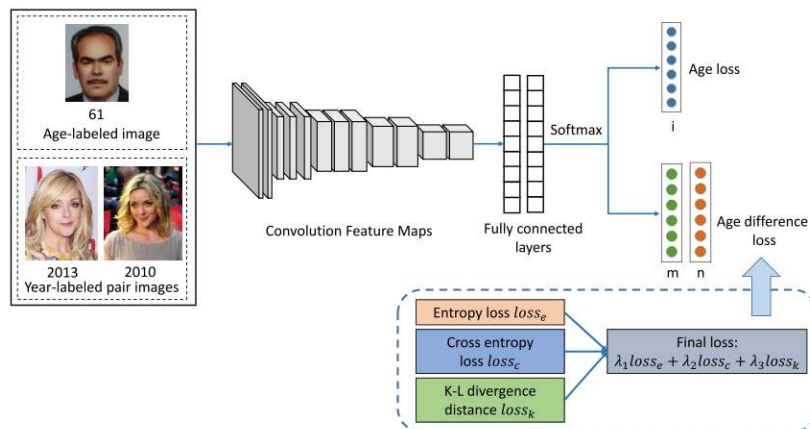 61
Age-labeled image
2013 2010
Year-labeled pair images
Convolution Feature Maps
Fully connected
layers
Softmax
Age loss
i
Age difference
loss
m n
Entropy loss loss_e
Cross entropy
loss loss_c
K-L divergence
distance loss_k
Final loss:
λ₁loss_e + λ₂loss_c + λ₃loss_k